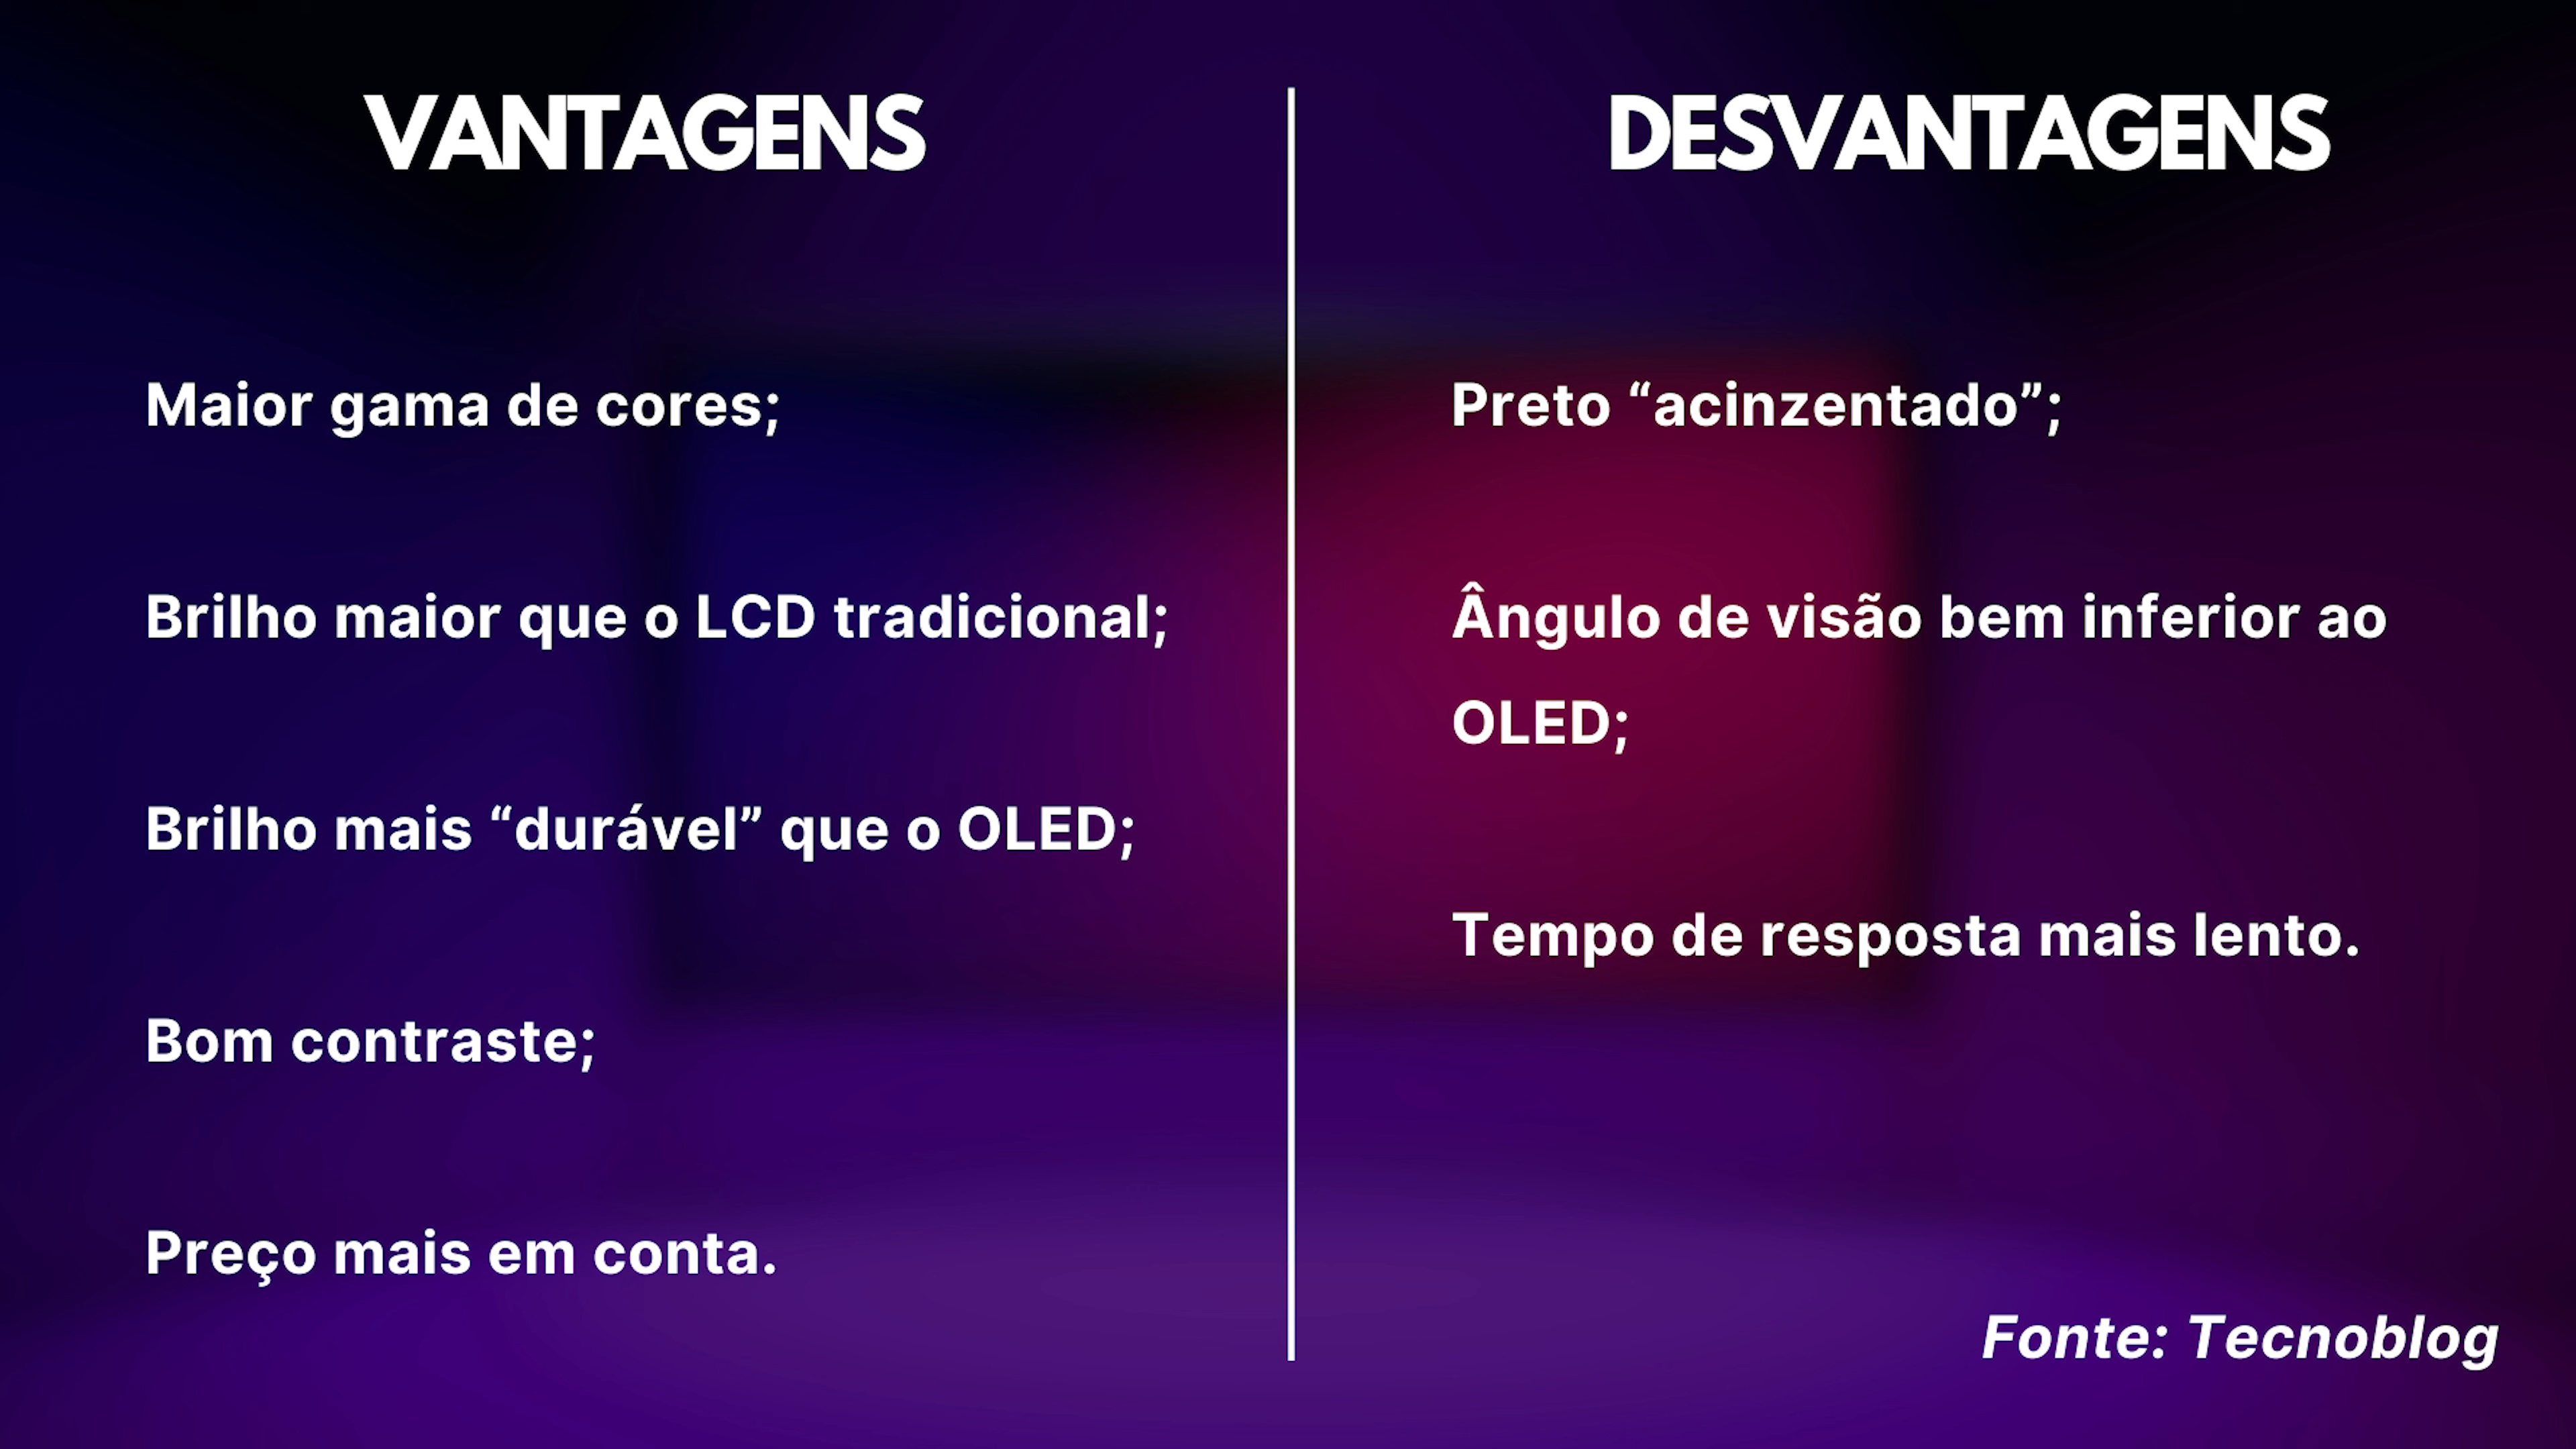 VANTAGENS
Maior gama de cores;
Brilho maior que o LCD tradicional;
Brilho mais “durável” que o OLED;
Bom contraste;
Preço mais em conta.
DESVANTAGENS
Preto “acinzentado”;
Ângulo de visão bem inferior ao
OLED;
Tempo de resposta mais lento.
Fonte: Tecnoblog